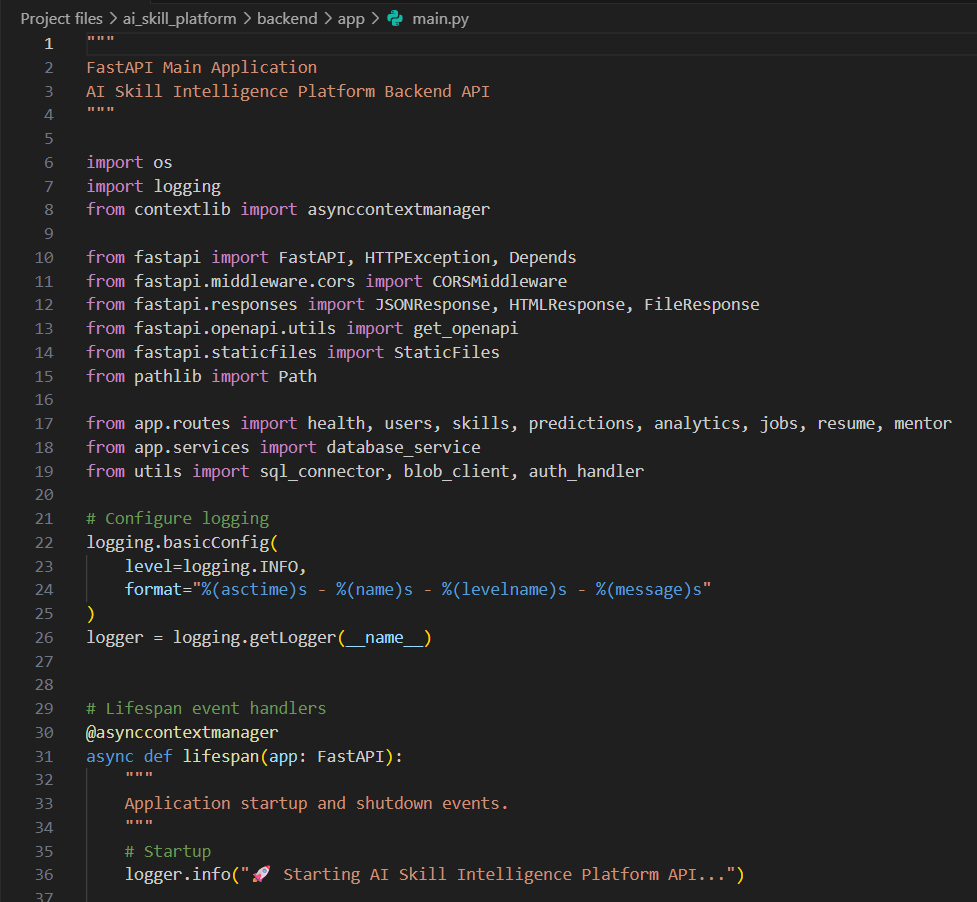 Project files > ai_skill_platform > backend > app > main.py
1 """
2 FastAPI Main Application
3 AI Skill Intelligence Platform Backend API
4 """
5
6 import os
7 import logging
8 from contextlib import asynccontextmanager
9
10 from fastapi import FastAPI, HTTPException, Depends
11 from fastapi.middleware.cors import CORSMiddleware
12 from fastapi.responses import JSONResponse, HTMLResponse, FileResponse
13 from fastapi.openapi.utils import get_openapi
14 from fastapi.staticfiles import StaticFiles
15 from pathlib import Path
16
17 from app.routes import health, users, skills, predictions, analytics, jobs, resume, mentor
18 from app.services import database_service
19 from utils import sql_connector, blob_client, auth_handler
20
21 # Configure logging
22 logging.basicConfig(
23     level=logging.INFO,
24     format="%(asctime)s - %(name)s - %(levelname)s - %(message)s"
25 )
26 logger = logging.getLogger(__name__)
27
28
29 # Lifespan event handlers
30 @asynccontextmanager
31 async def lifespan(app: FastAPI):
32     """
33     Application startup and shutdown events.
34     """
35     # Startup
36     logger.info("🚀 Starting AI Skill Intelligence Platform API...")
37